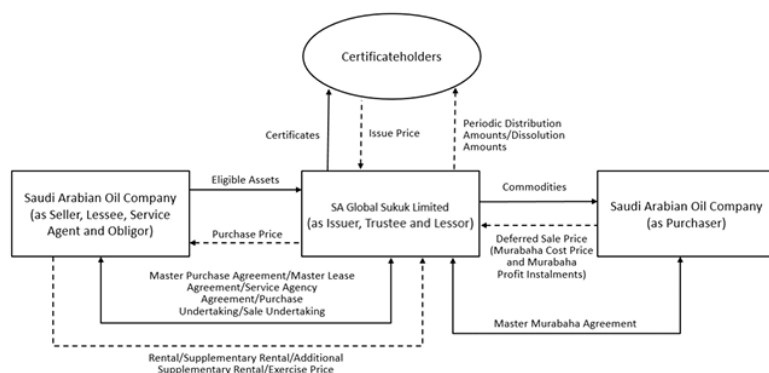 Certificateholders
Certificates
Issue Price
Periodic Distribution
Amounts/Dissolution
Amounts
Saudi Arabian Oil Company
(as Seller, Lessee, Service
Agent and Obligor)
Eligible Assets
Purchase Price
SA Global Sukuk Limited
(as Issuer, Trustee and Lessor)
Commodities
Deferred Sale Price
(Murabaha Cost Price
and Murabaha
Profit Instalments)
Saudi Arabian Oil Company
(as Purchaser)
Master Purchase Agreement/Master Lease
Agreement/Service Agency
Agreement/Purchase
Undertaking/Sale Undertaking
Master Murabaha Agreement
Rental/Supplementary Rental/Additional
Supplementary Rental/Exercise Price